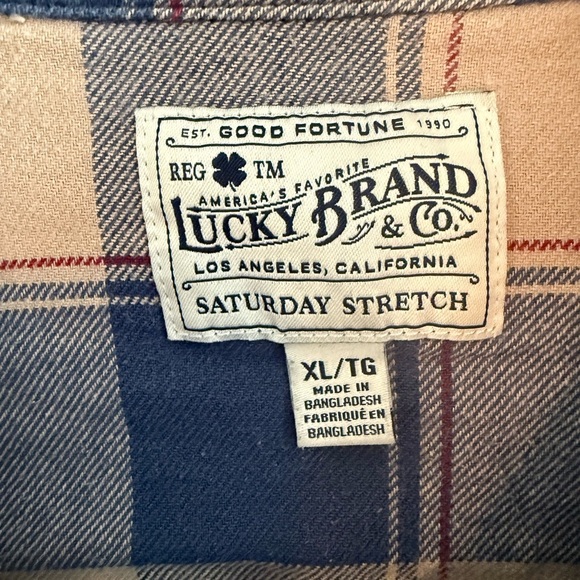 EST. GOOD FORTUNE 1990
REG TM
AMERICA'S FAVORITE
LUCKY BRAND
& CO.
LOS ANGELES, CALIFORNIA
SATURDAY STRETCH
XL/TG
MADE IN
BANGLADESH
FABRIQUÉ EN
BANGLADESH